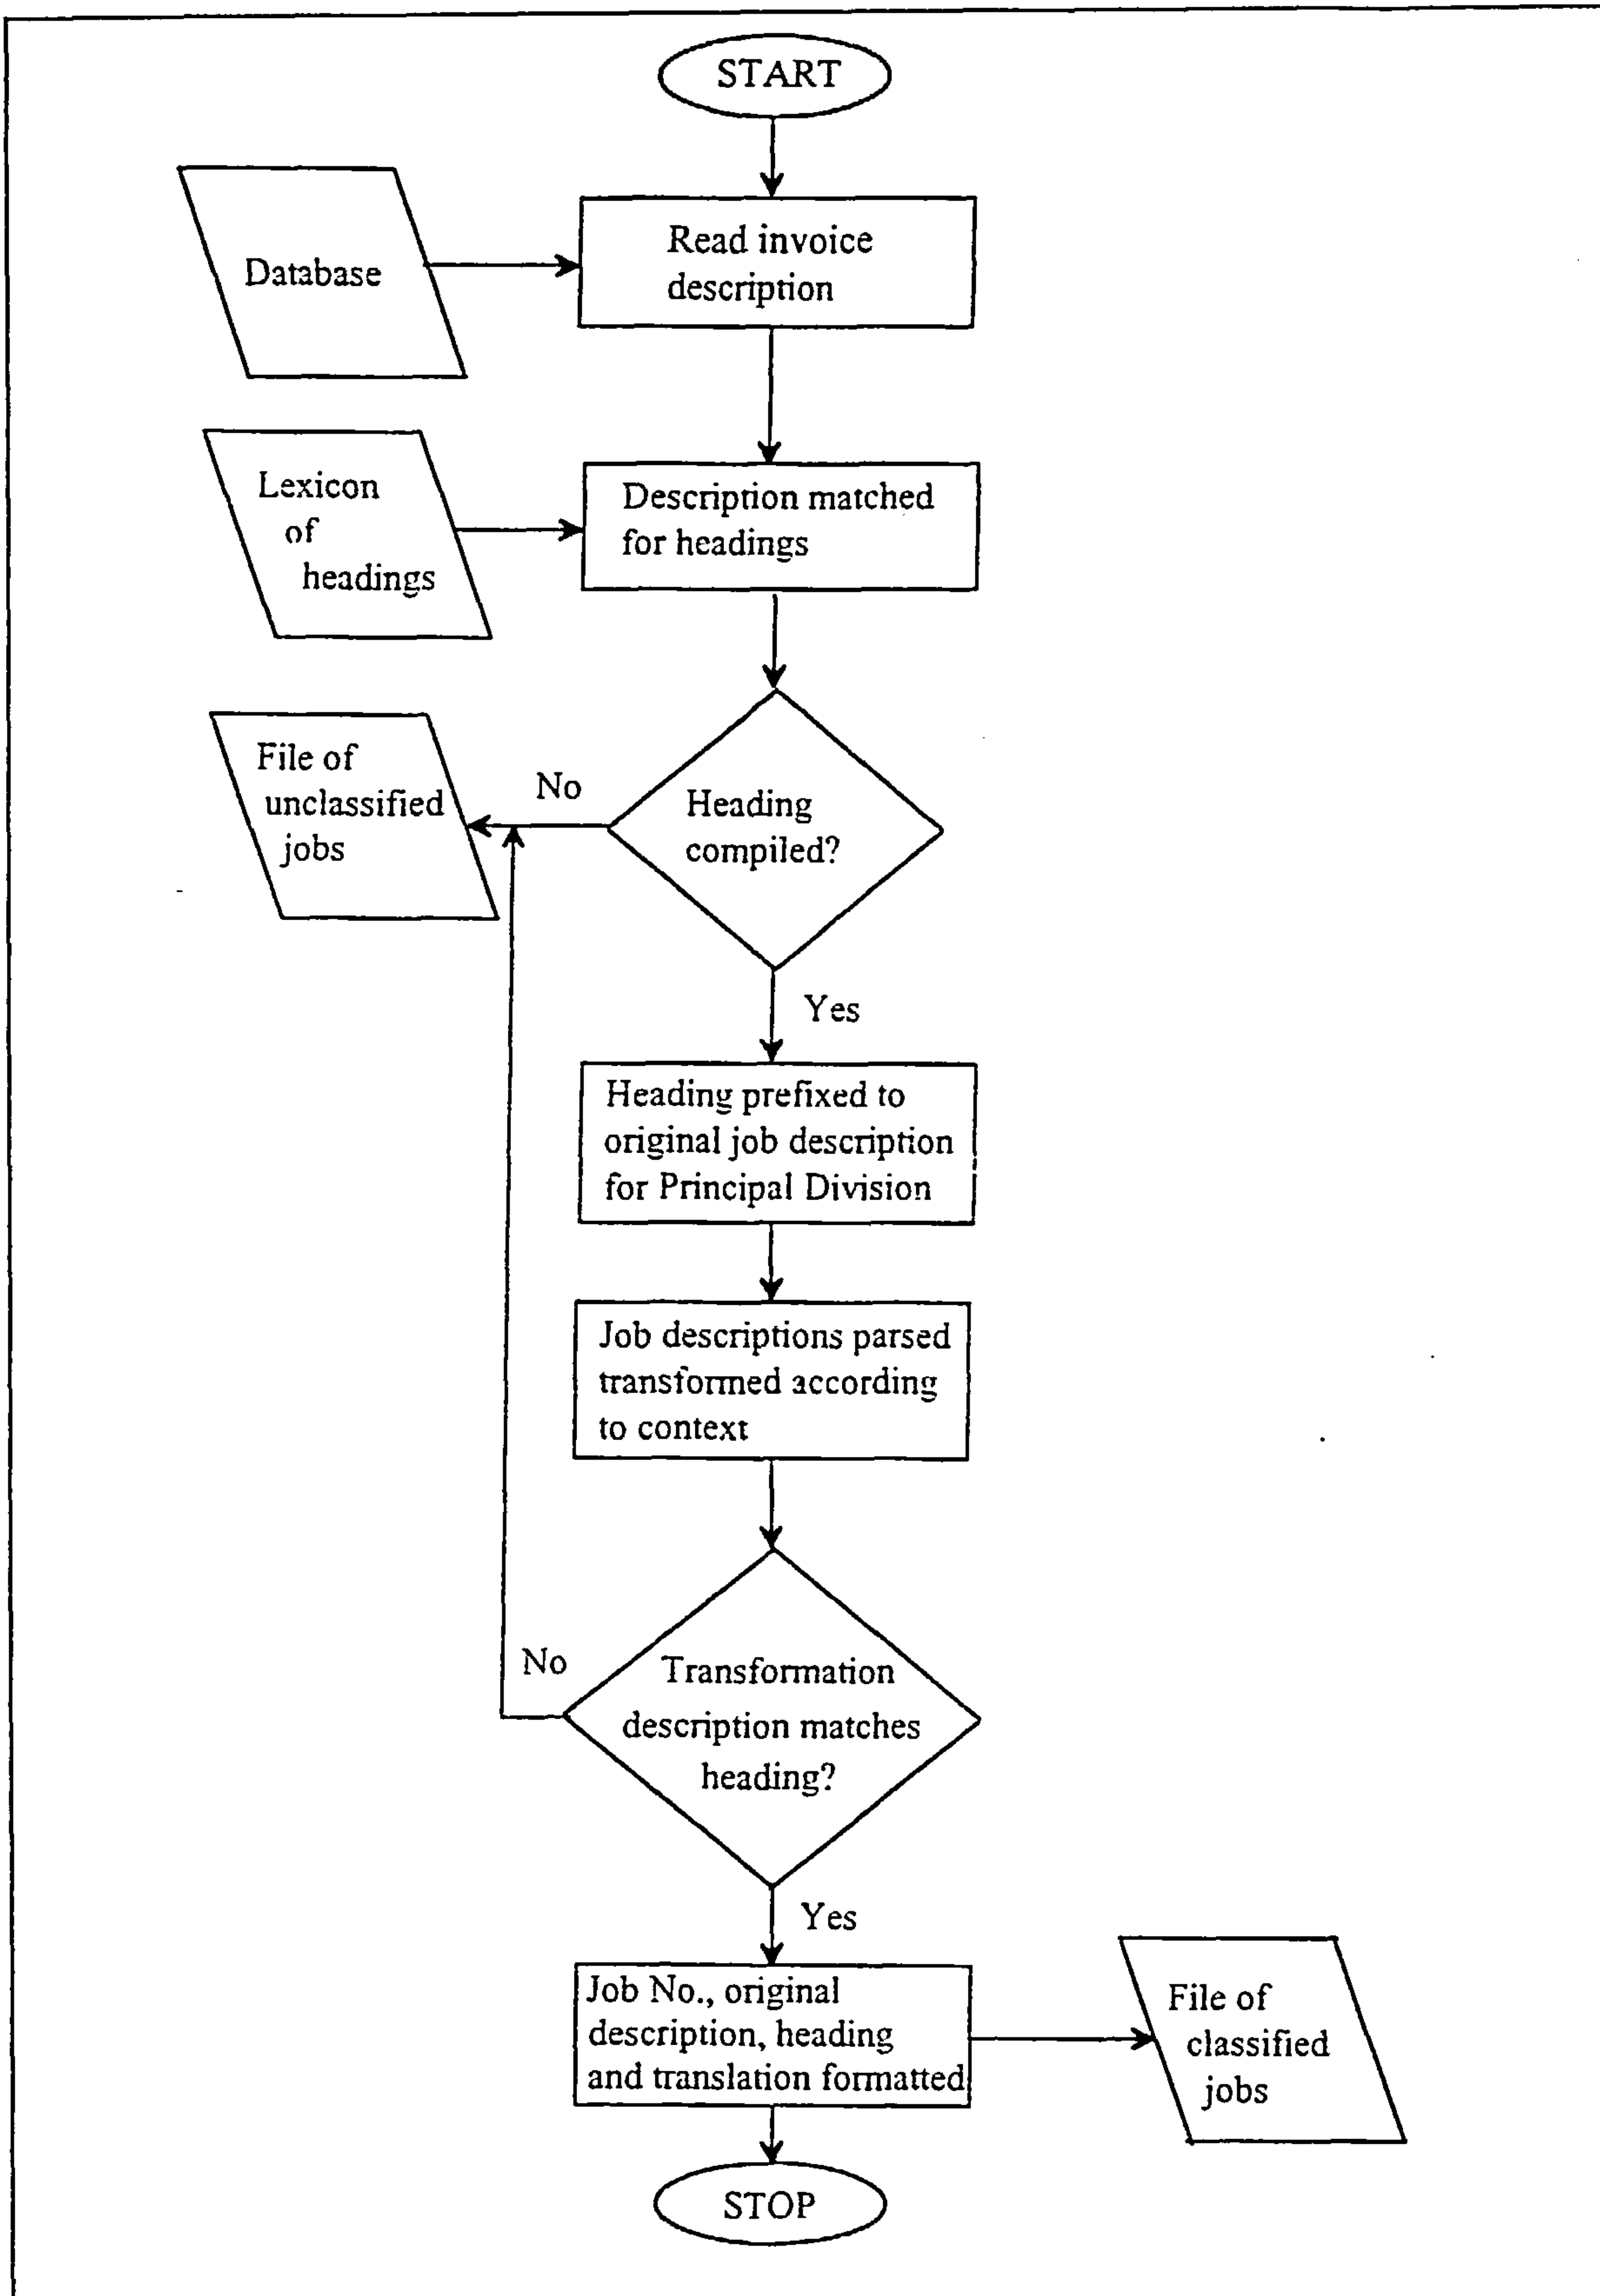 START
Database
Read invoice
description
Lexicon
of
headings
Description matched
for headings
File of
unclassified
jobs
No
Heading
compiled?
Yes
Heading prefixed to
original job description
for Principal Division
Job descriptions parsed
transformed according
to context
No
Transformation
description matches
heading?
Yes
Job No., original
description, heading
and translation formatted
File of
classified
jobs
STOP